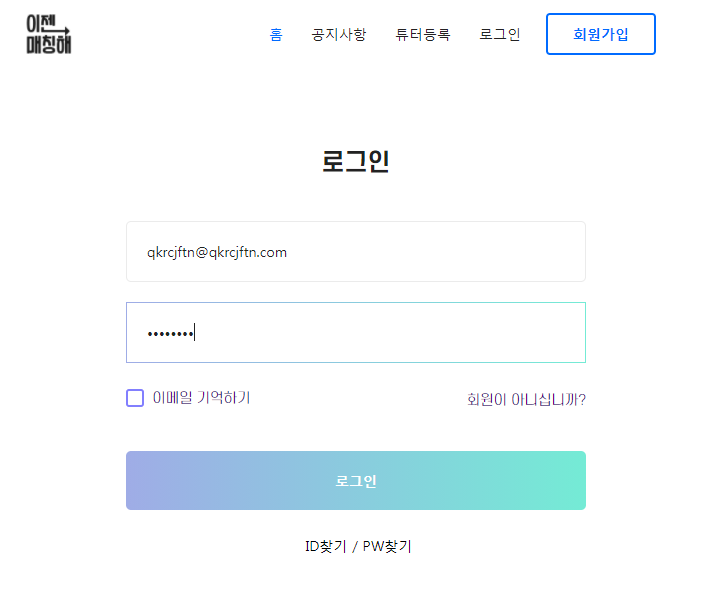 이젠
매칭해
홈 공지사항 튜터등록 로그인 회원가입
로그인
qkrcjftn@qkrcjftn.com
••••••••
이메일 기억하기 회원이 아니십니까?
로그인
ID찾기 / PW찾기